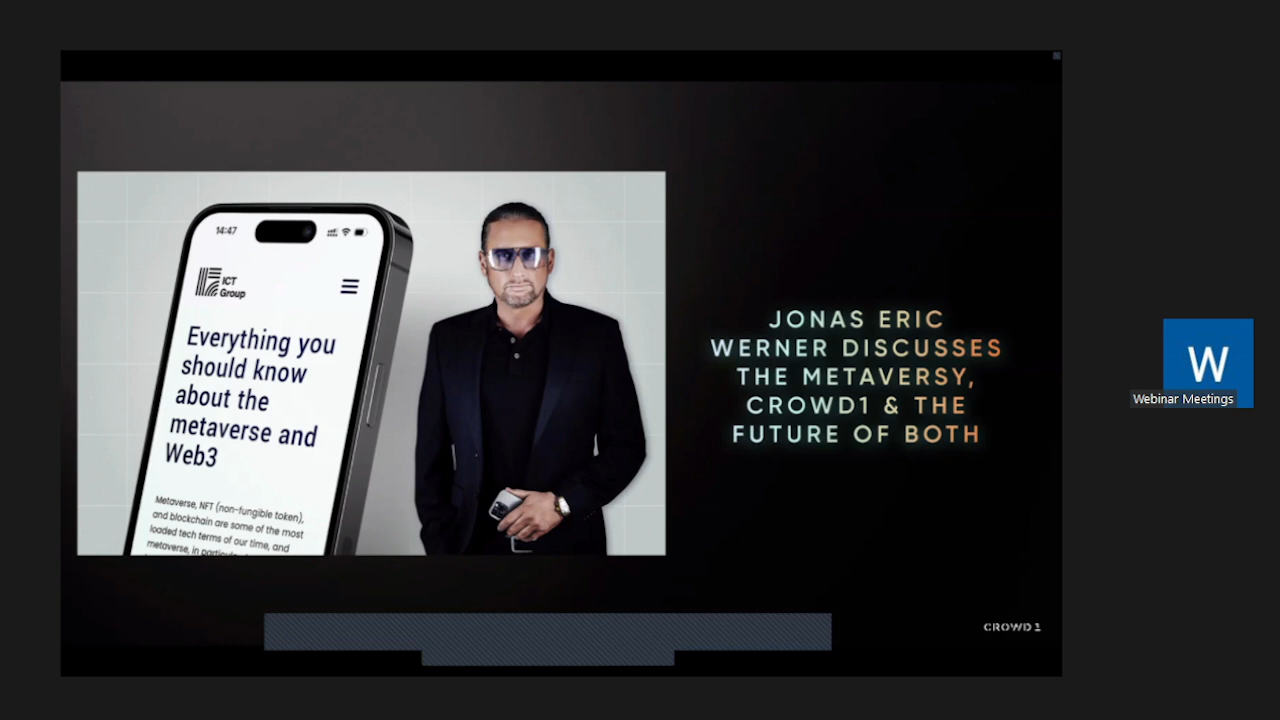 14:47
ICT
Group
Everything you
should know
about the
metaverse and
Web3
Metaverse, NFT (non-fungible token),
and blockchain are some of the most
loaded tech terms of our time, and
metaverse, in
JONAS ERIC
WERNER DISCUSSES
THE METAVERSY,
CROWD1 & THE
FUTURE OF BOTH
CROWD1
W
Webinar Meetings